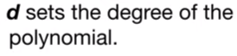 d sets the degree of the
polynomial.